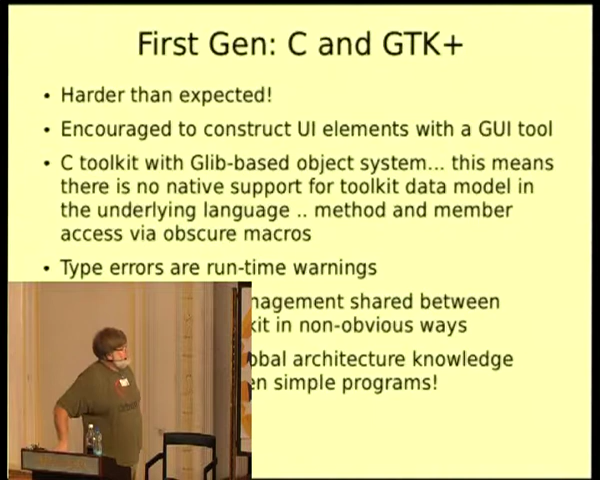 First Gen: C and GTK+
• Harder than expected!
• Encouraged to construct UI elements with a GUI tool
• C toolkit with Glib-based object system... this means
there is no native support for toolkit data model in
the underlying language .. method and member
access via obscure macros
• Type errors are run-time warnings
nagement shared between
kit in non-obvious ways
obal architecture knowledge
en simple programs!